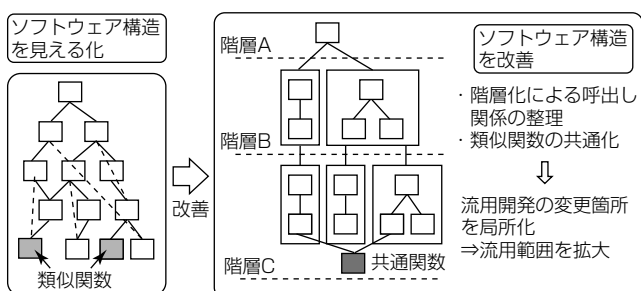 ソフトウェア構造
を見える化
類似関数
改善
階層A
階層B
階層C
共通関数
ソフトウェア構造
を改善
・階層化による呼出し
関係の整理
・類似関数の共通化
流用開発の変更箇所
を局所化
⇒流用範囲を拡大